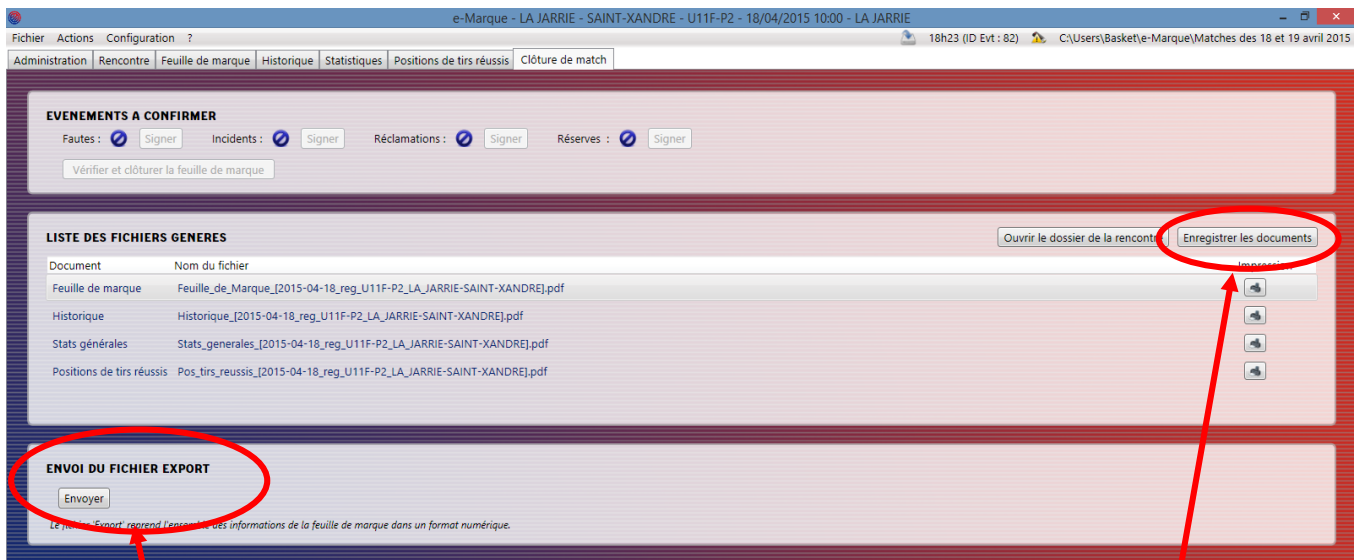 e-Marque - LA JARRIE - SAINT-XANDRE - U11F-P2 - 18/04/2015 10:00 - LA JARRIE
Fichier Actions Configuration ? 18h23 (ID Evt : 82) C:\Users\Basket\e-Marque\Matches des 18 et 19 avril 2015
Administration Rencontre Feuille de marque Historique Statistiques Positions de tirs réussis Clôture de match
EVENEMENTS A CONFIRMER
Fautes : Signer Incidents : Signer Réclamations : Signer Réserves : Signer
Vérifier et clôturer la feuille de marque
LISTE DES FICHIERS GENERES Ouvrir le dossier de la rencontre Enregistrer les documents
Document Nom du fichier Impression
Feuille de marque Feuille_de_Marque_[2015-04-18_reg_U11F-P2_LA_JARRIE-SAINT-XANDRE].pdf
Historique Historique_[2015-04-18_reg_U11F-P2_LA_JARRIE-SAINT-XANDRE].pdf
Stats générales Stats_generales_[2015-04-18_reg_U11F-P2_LA_JARRIE-SAINT-XANDRE].pdf
Positions de tirs réussis Pos_tirs_reussis_[2015-04-18_reg_U11F-P2_LA_JARRIE-SAINT-XANDRE].pdf
ENVOI DU FICHIER EXPORT
Envoyer
Le fichier 'Export' reprend l'ensemble des informations de la feuille de marque dans un format numérique.